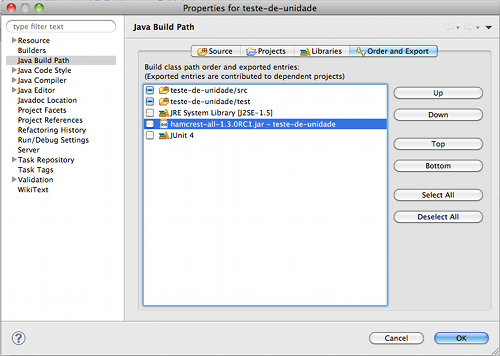 Properties for teste-de-unidade
type filter text
Java Build Path
Resource
Builders
Java Build Path
Java Code Style
Java Compiler
Java Editor
Javadoc Location
Project Facets
Project References
Refactoring History
Run/Debug Settings
Server
Task Repository
Task Tags
Validation
WikiText
Source
Projects
Libraries
Order and Export
Build class path order and exported entries:
(Exported entries are contributed to dependent projects)
teste-de-unidade/src
teste-de-unidade/test
JRE System Library [J2SE-1.5]
hamcrest-all-1.3.0RC1.jar - teste-de-unidade
JUnit 4
Up
Down
Top
Bottom
Select All
Deselect All
?
Cancel
OK